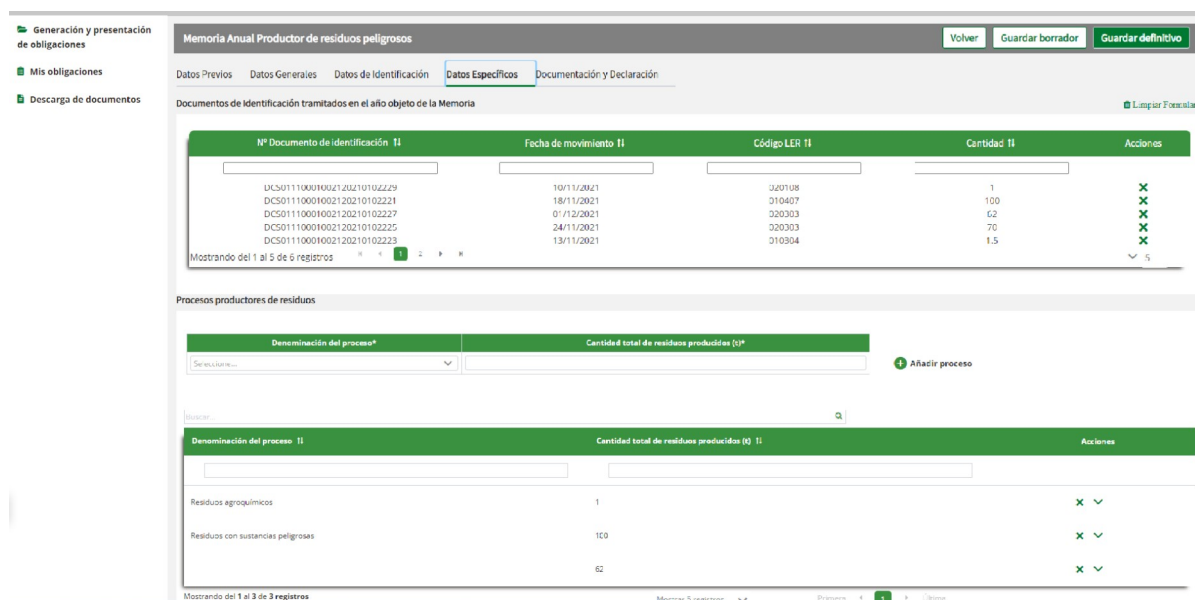 Generación y presentación
de obligaciones
Mis obligaciones
Descarga de documentos
Memoria Anual Productor de residuos peligrosos
Volver
Guardar borrador
Guardar definitivo
Datos Previos
Datos Generales
Datos de Identificación
Datos Específicos
Documentación y Declaración
Documentos de identificación tramitados en el año objeto de la Memoria
Limpiar Formular
Nº Documento de identificación
Fecha de movimiento
Código LER
Cantidad
Acciones
DCS01110001002120210102229 10/11/2021 020108 1
DCS01110001002120210102221 18/11/2021 010407 100
DCS01110001002120210102227 01/12/2021 020303 62
DCS01110001002120210102225 24/11/2021 020303 70
DCS01110001002120210102223 13/11/2021 010304 1.5
Mostrando del 1 al 5 de 6 registros 1 2 5
Procesos productores de residuos
Denominación del proceso*
Cantidad total de residuos producidos (t)*
Seleccione...
Añadir proceso
Buscar...
Denominación del proceso
Cantidad total de residuos producidos (t)
Acciones
Residuos agroquímicos 1
Residuos con sustancias peligrosas 100
62
Mostrando del 1 al 3 de 3 registros
Mostrar 5 registros
Primera 1 Última